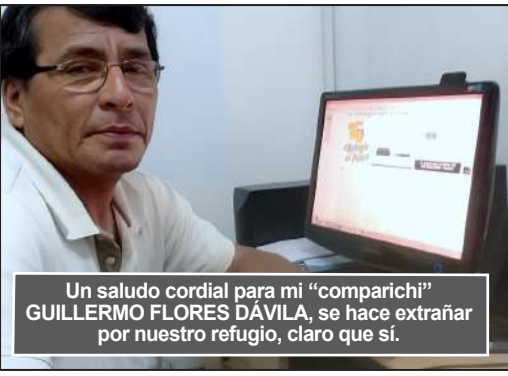 Un saludo cordial para mi “comparichi”
GUILLERMO FLORES DÁVILA, se hace extrañar
por nuestro refugio, claro que sí.